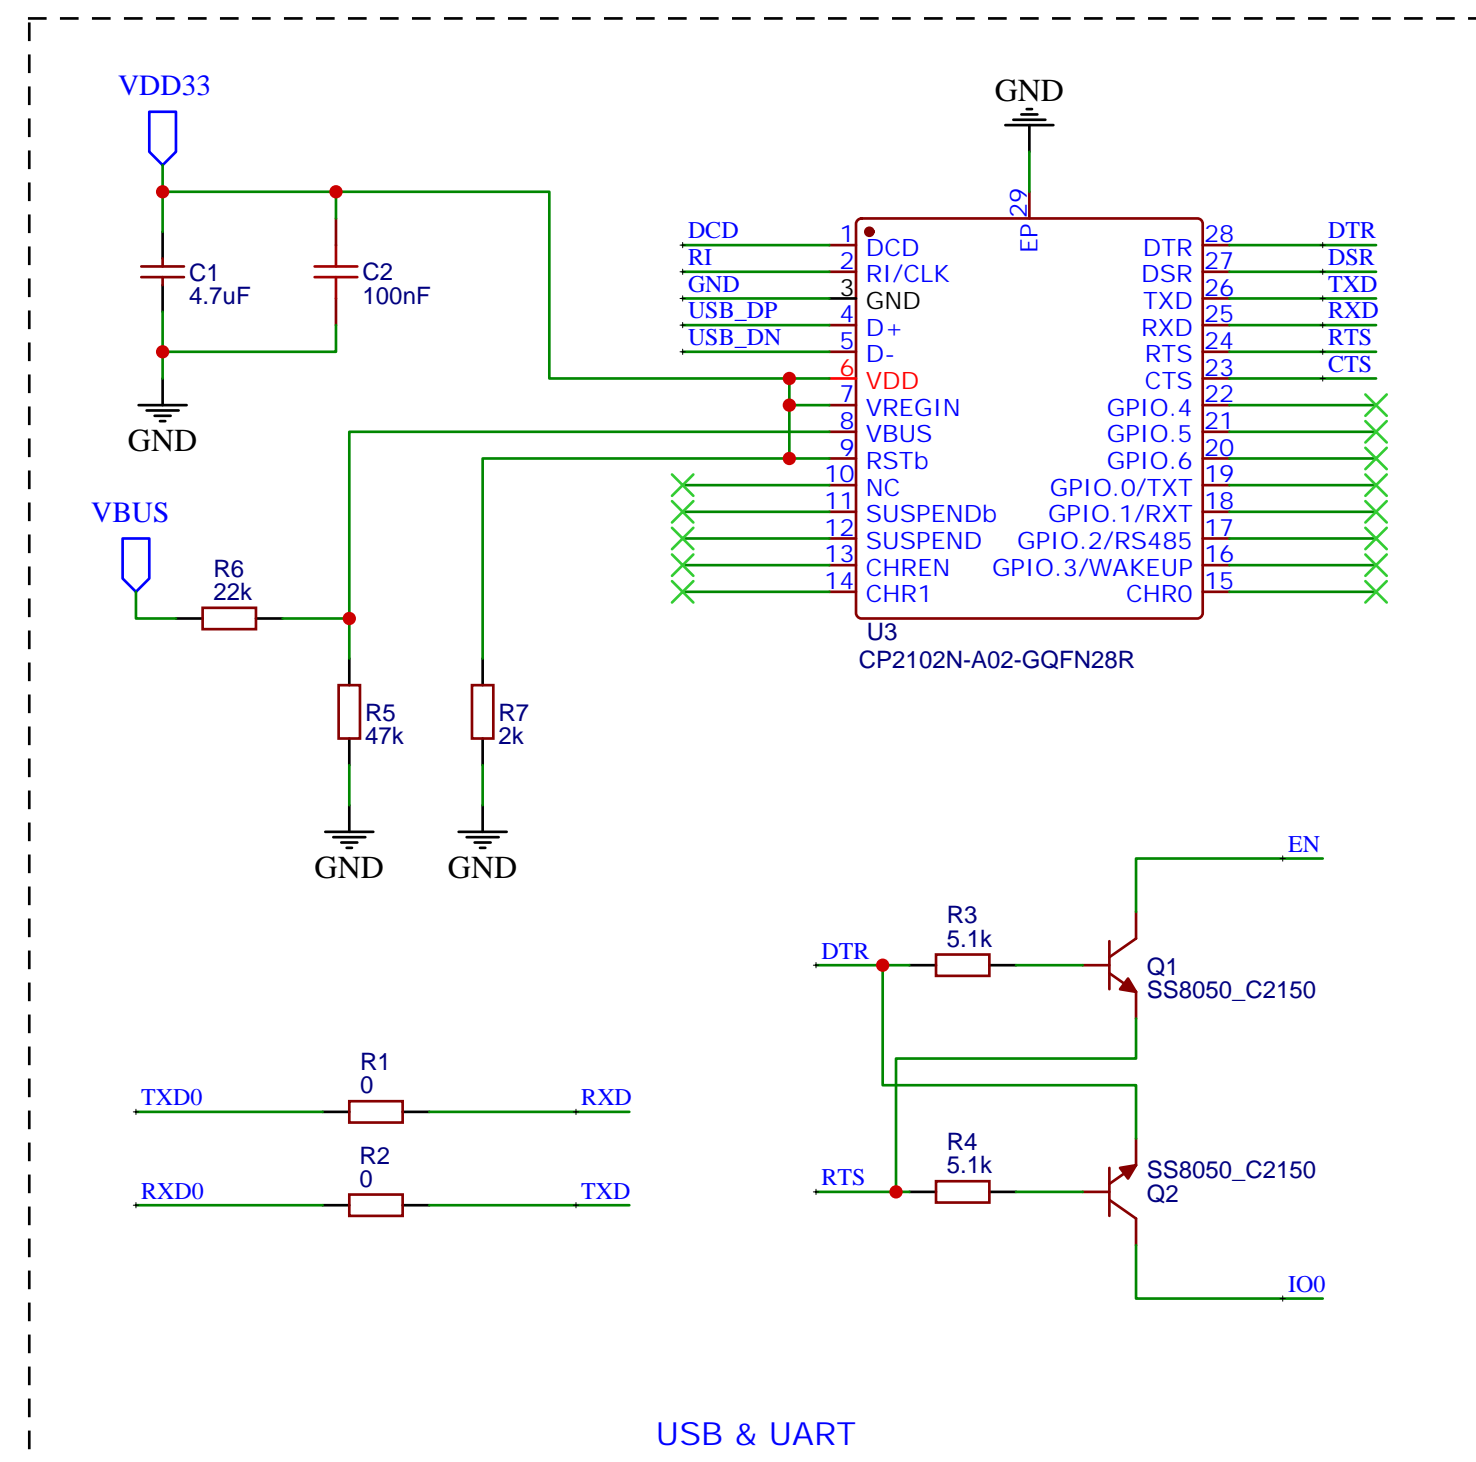 VDD33
C1
4.7uF
C2
100nF
GND
VBUS
R6
22k
R5
47k
GND
R7
2k
GND
GND
29
EP
DCD
1
DCD
RI
2
RI/CLK
GND
3
GND
USB_DP
4
D+
USB_DN
5
D-
6
VDD
7
VREGIN
8
VBUS
9
RSTb
10
NC
11
SUSPENDb
12
SUSPEND
13
CHREN
14
CHR1
DTR
28
DTR
DSR
27
DSR
TXD
26
TXD
RXD
25
RXD
RTS
24
RTS
CTS
23
CTS
GPIO.4
22
GPIO.5
21
GPIO.6
20
GPIO.0/TXT
19
GPIO.1/RXT
18
GPIO.2/RS485
17
GPIO.3/WAKEUP
16
CHR0
15
U3
CP2102N-A02-GQFN28R
EN
DTR
R3
5.1k
Q1
SS8050_C2150
RTS
R4
5.1k
SS8050_C2150
Q2
IO0
TXD0
R1
0
RXD
RXD0
R2
0
TXD
USB & UART